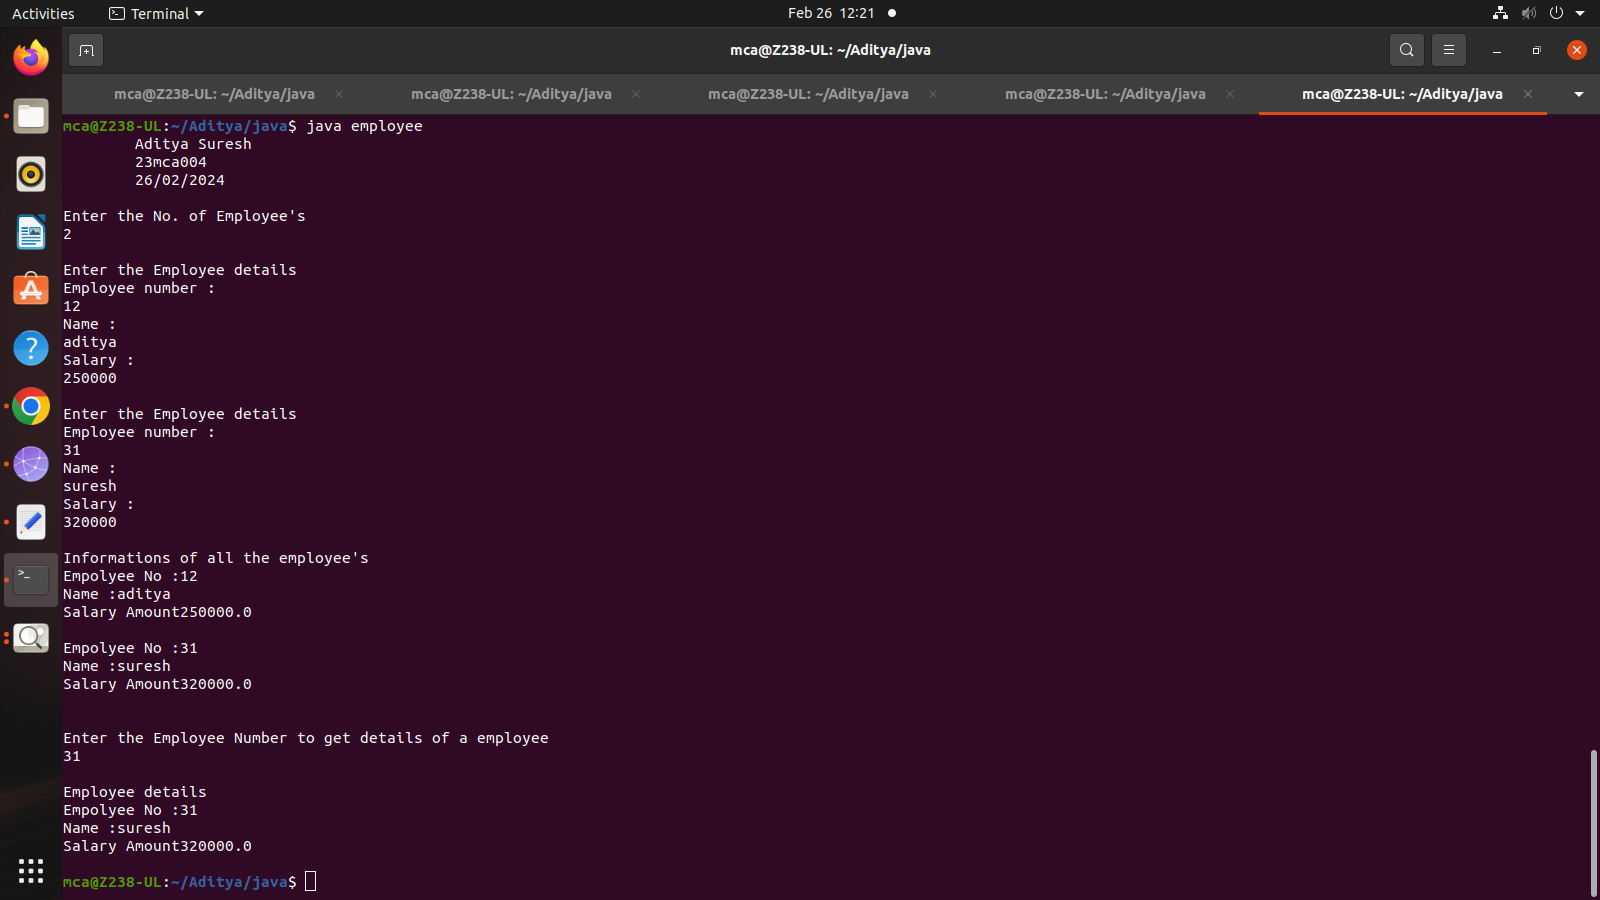 Activities
Terminal
Feb 26 12:21
mca@Z238-UL: ~/Aditya/java
mca@Z238-UL: ~/Aditya/java
mca@Z238-UL: ~/Aditya/java
mca@Z238-UL: ~/Aditya/java
mca@Z238-UL: ~/Aditya/java
mca@Z238-UL: ~/Aditya/java
mca@Z238-UL:~/Aditya/java$ java employee
Aditya Suresh
23mca004
26/02/2024
Enter the No. of Employee's
2
Enter the Employee details
Employee number :
12
Name :
aditya
Salary :
250000
Enter the Employee details
Employee number :
31
Name :
suresh
Salary :
320000
Informations of all the employee's
Empolyee No :12
Name :aditya
Salary Amount250000.0
Empolyee No :31
Name :suresh
Salary Amount320000.0
Enter the Employee Number to get details of a employee
31
Employee details
Empolyee No :31
Name :suresh
Salary Amount320000.0
mca@Z238-UL:~/Aditya/java$